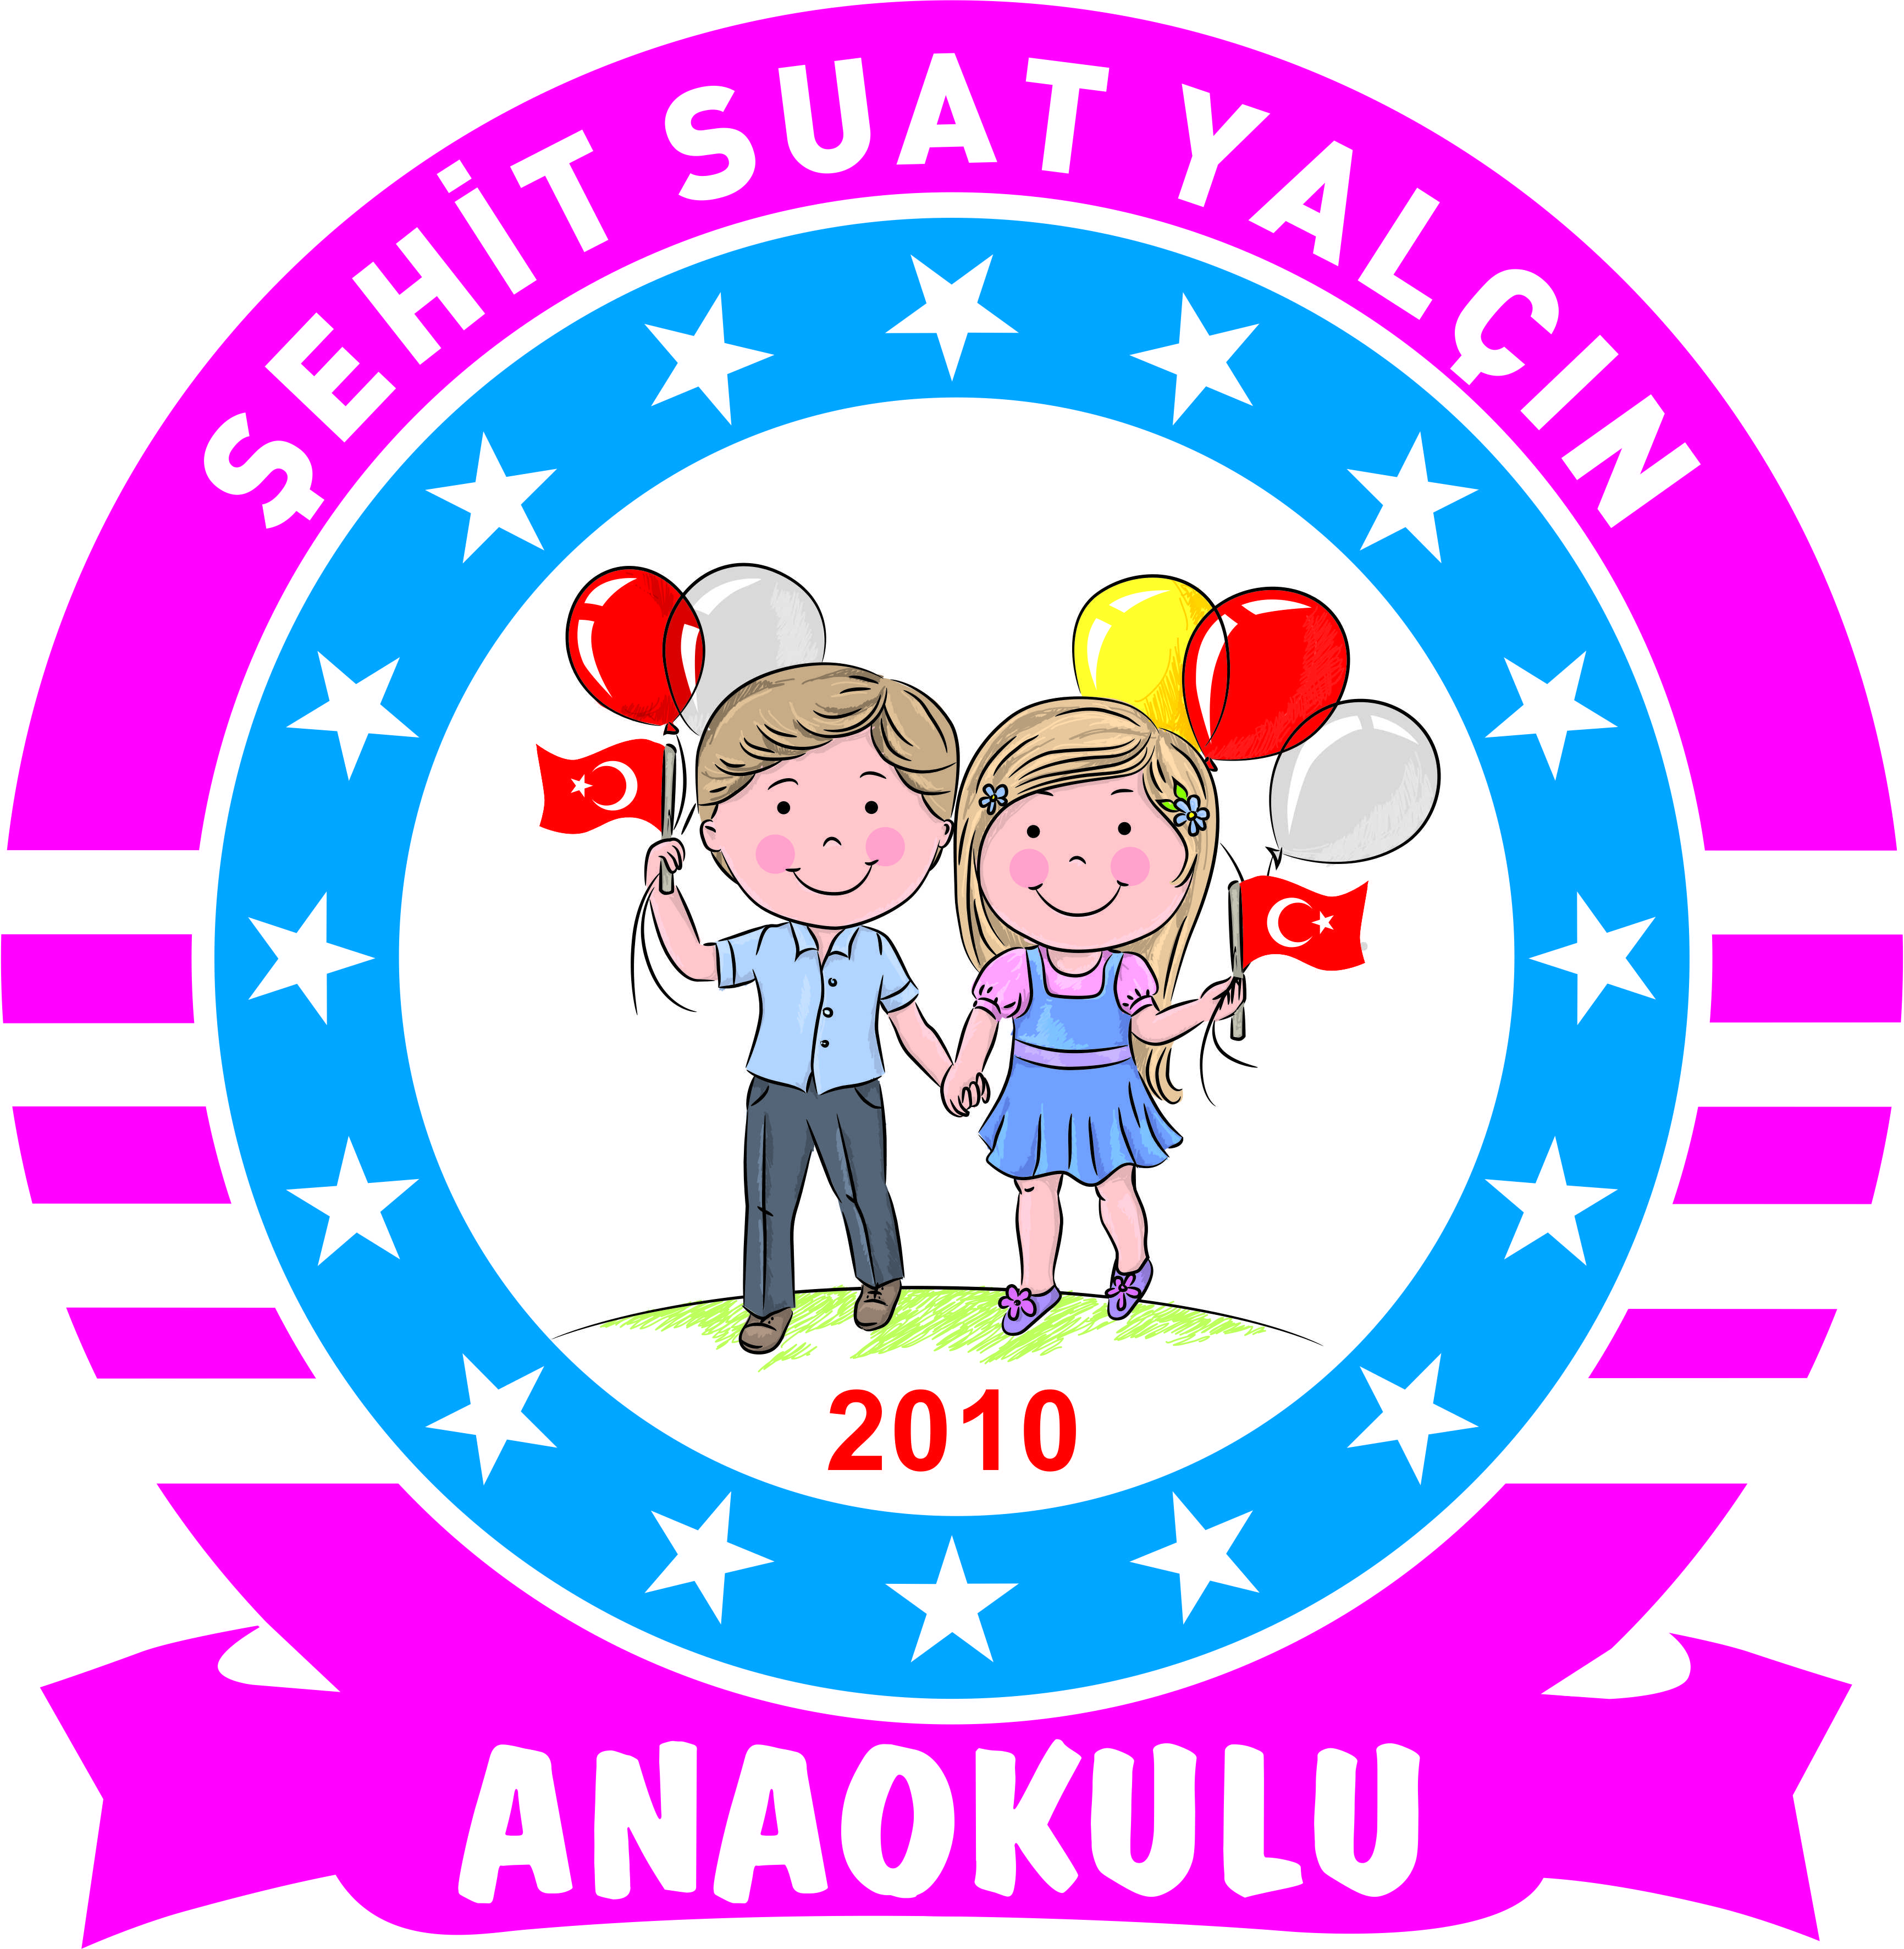 ŞEHİT SUAT YALÇIN
2010
ANAOKULU